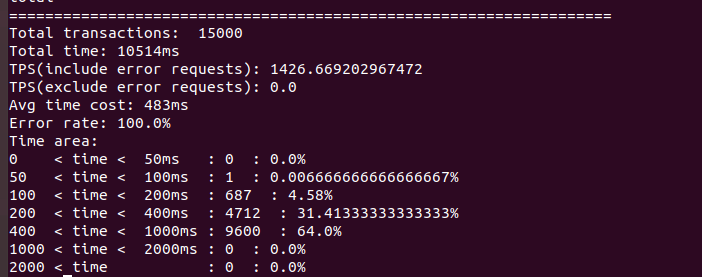 total
===================================================================
Total transactions:  15000
Total time: 10514ms
TPS(include error requests): 1426.669202967472
TPS(exclude error requests): 0.0
Avg time cost: 483ms
Error rate: 100.0%
Time area:
0    < time <  50ms   : 0  : 0.0%
50   < time <  100ms  : 1  : 0.006666666666666667%
100  < time <  200ms  : 687  : 4.58%
200  < time <  400ms  : 4712  : 31.41333333333333%
400  < time <  1000ms : 9600  : 64.0%
1000 < time <  2000ms : 0  : 0.0%
2000 < time           : 0  : 0.0%